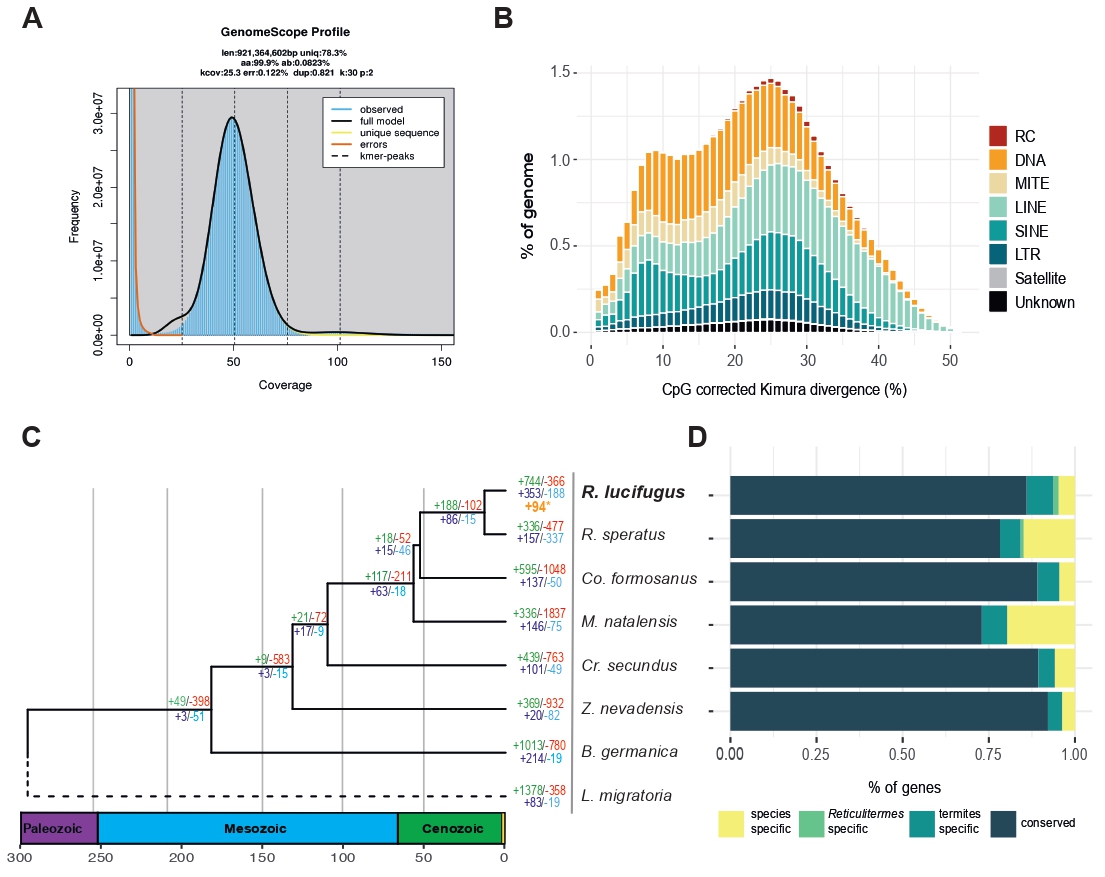 A
GenomeScope Profile
len:921,364,602bp uniq:78.3%
aa:99.9% ab:0.0823%
kcov:25.3 err:0.122% dup:0.821 k:30 p:2
observed
full model
unique sequence
errors
kmer-peaks
Frequency
0.0e+00
1.0e+07
2.0e+07
3.0e+07
0
50
100
150
Coverage
B
% of genome
1.5
1.0
0.5
0.0
0
10
20
30
40
50
CpG corrected Kimura divergence (%)
RC
DNA
MITE
LINE
SINE
LTR
Satellite
Unknown
C
+744/-366
+353/-188
+94*
R. lucifugus
+188/-102
+86/-15
+336/-477
+157/-337
R. speratus
+18/-52
+15/-46
+595/-1048
+137/-50
Co. formosanus
+117/-211
+63/-18
+336/-1837
+146/-75
M. natalensis
+21/-72
+17/-9
+439/-763
+101/-49
Cr. secundus
+9/-583
+3/-15
+369/-932
+20/-82
Z. nevadensis
+49/-398
+3/-51
+1013/-780
+214/-19
B. germanica
+1378/-358
+83/-19
L. migratoria
Paleozoic
Mesozoic
Cenozoic
300
250
200
150
100
50
0
D
0.00
0.25
0.50
0.75
1.00
% of genes
species
specific
Reticulitermes
specific
termites
specific
conserved